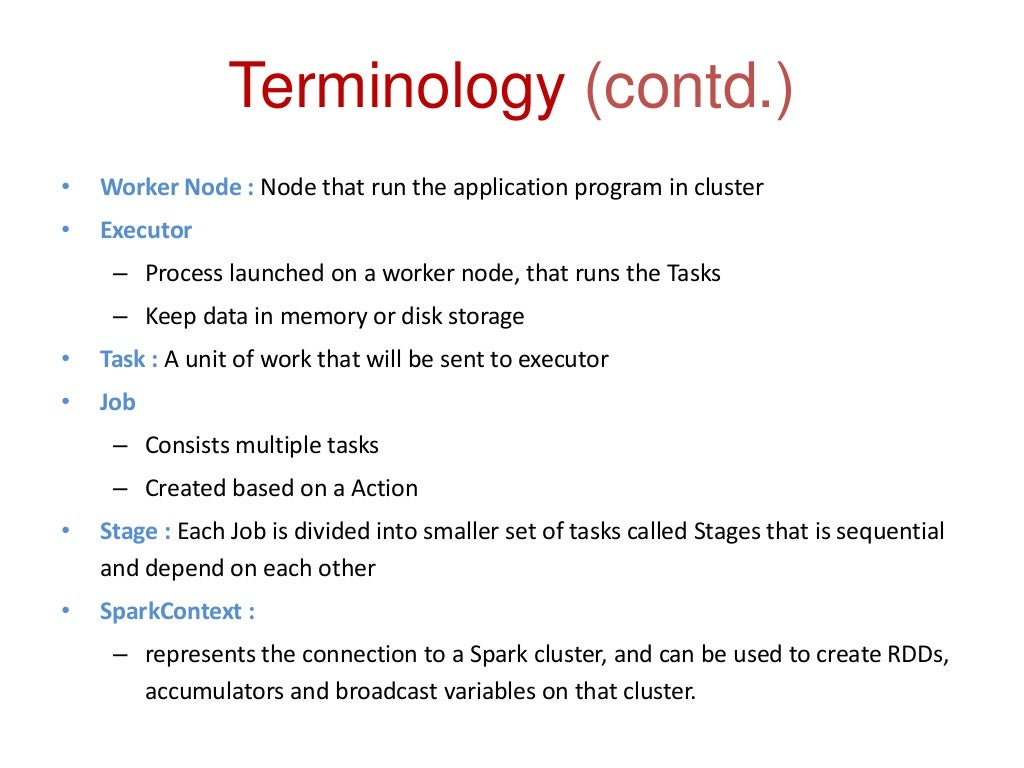 Terminology (contd.)
• Worker Node : Node that run the application program in cluster
• Executor
– Process launched on a worker node, that runs the Tasks
– Keep data in memory or disk storage
• Task : A unit of work that will be sent to executor
• Job
– Consists multiple tasks
– Created based on a Action
• Stage : Each Job is divided into smaller set of tasks called Stages that is sequential
and depend on each other
• SparkContext :
– represents the connection to a Spark cluster, and can be used to create RDDs,
accumulators and broadcast variables on that cluster.